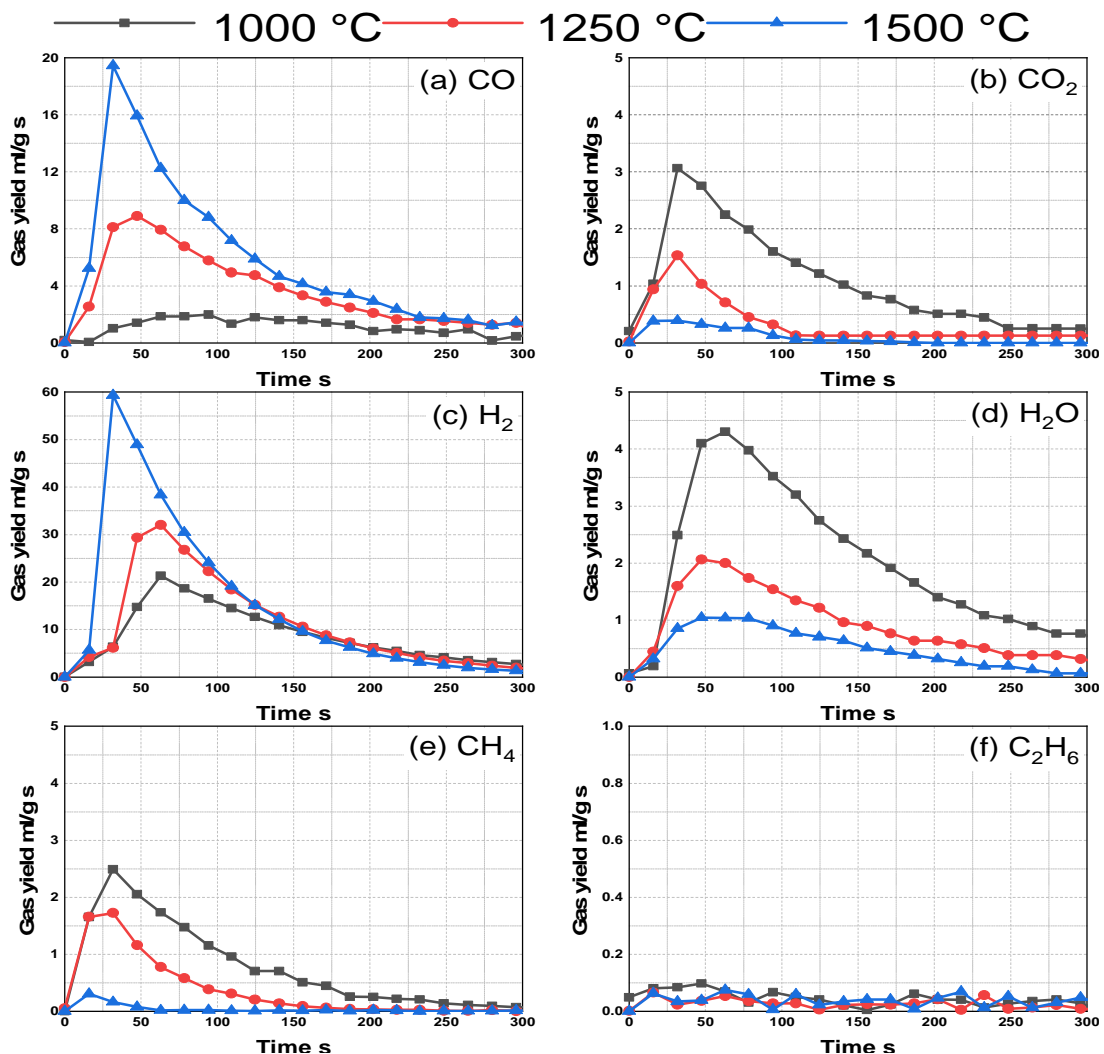 1000 °C 1250 °C 1500 °C
(a) CO
Gas yield ml/g s
20
16
12
8
4
0
0 50 100 150 200 250 300
Time s
(b) CO₂
Gas yield ml/g s
5
4
3
2
1
0
0 50 100 150 200 250 300
Time s
(c) H₂
Gas yield ml/g s
60
50
40
30
20
10
0
0 50 100 150 200 250 300
Time s
(d) H₂O
Gas yield ml/g s
5
4
3
2
1
0
0 50 100 150 200 250 300
Time s
(e) CH₄
Gas yield ml/g s
5
4
3
2
1
0
0 50 100 150 200 250 300
Time s
(f) C₂H₆
Gas yield ml/g s
1.0
0.8
0.6
0.4
0.2
0.0
0 50 100 150 200 250 300
Time s